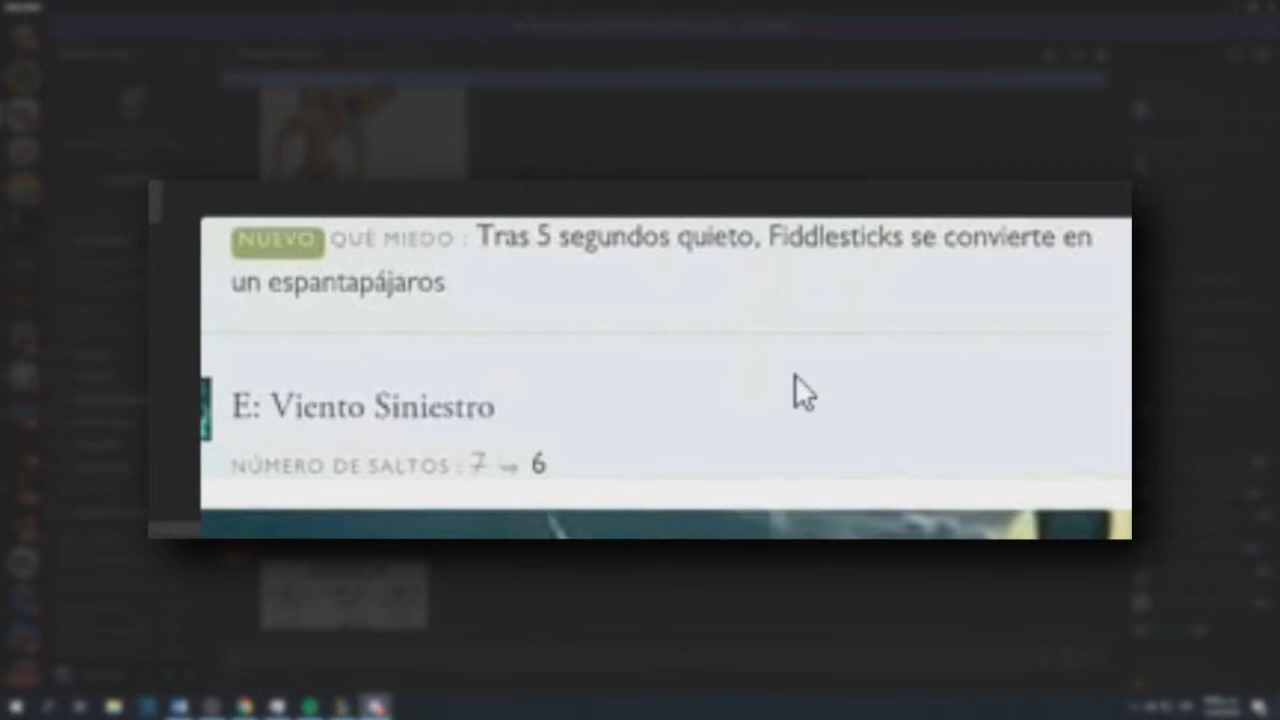 NUEVO QUÉ MIEDO : Tras 5 segundos quieto, Fiddlesticks se convierte en
un espantapájaros
E: Viento Siniestro
NÚMERO DE SALTOS : 7 → 6